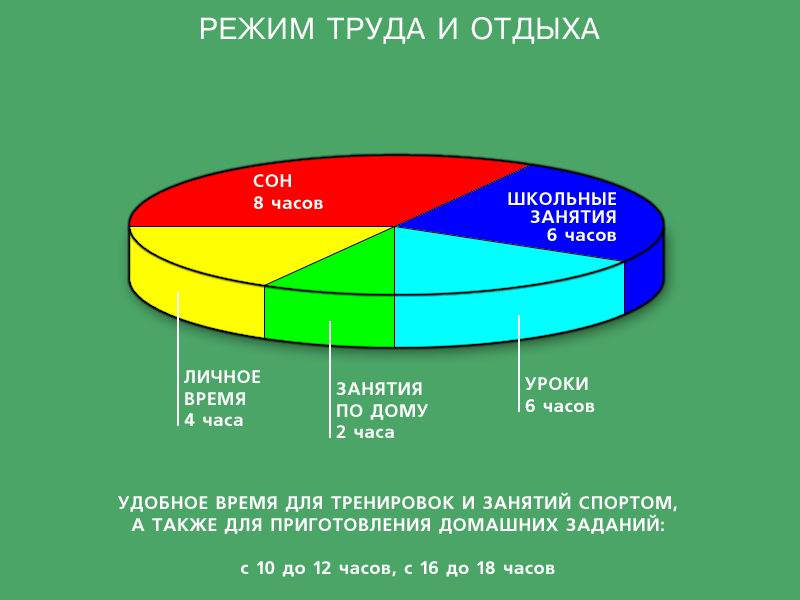 РЕЖИМ ТРУДА И ОТДЫХА
СОН
8 часов
ШКОЛЬНЫЕ
ЗАНЯТИЯ
6 часов
ЛИЧНОЕ
ВРЕМЯ
4 часа
ЗАНЯТИЯ
ПО ДОМУ
2 часа
УРОКИ
6 часов
УДОБНОЕ ВРЕМЯ ДЛЯ ТРЕНИРОВОК И ЗАНЯТИЙ СПОРТОМ,
А ТАКЖЕ ДЛЯ ПРИГОТОВЛЕНИЯ ДОМАШНИХ ЗАДАНИЙ:
с 10 до 12 часов, с 16 до 18 часов